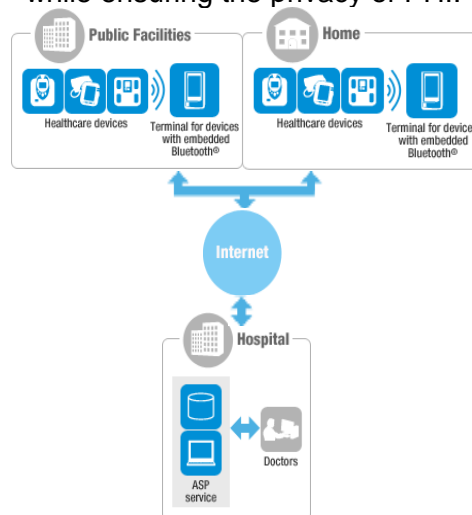 while ensuring the privacy of PHI.
Public Facilities
Healthcare devices
Terminal for devices
with embedded
Bluetooth®
Home
Healthcare devices
Terminal for device
with embedded
Bluetooth®
Internet
Hospital
ASP
service
Doctors